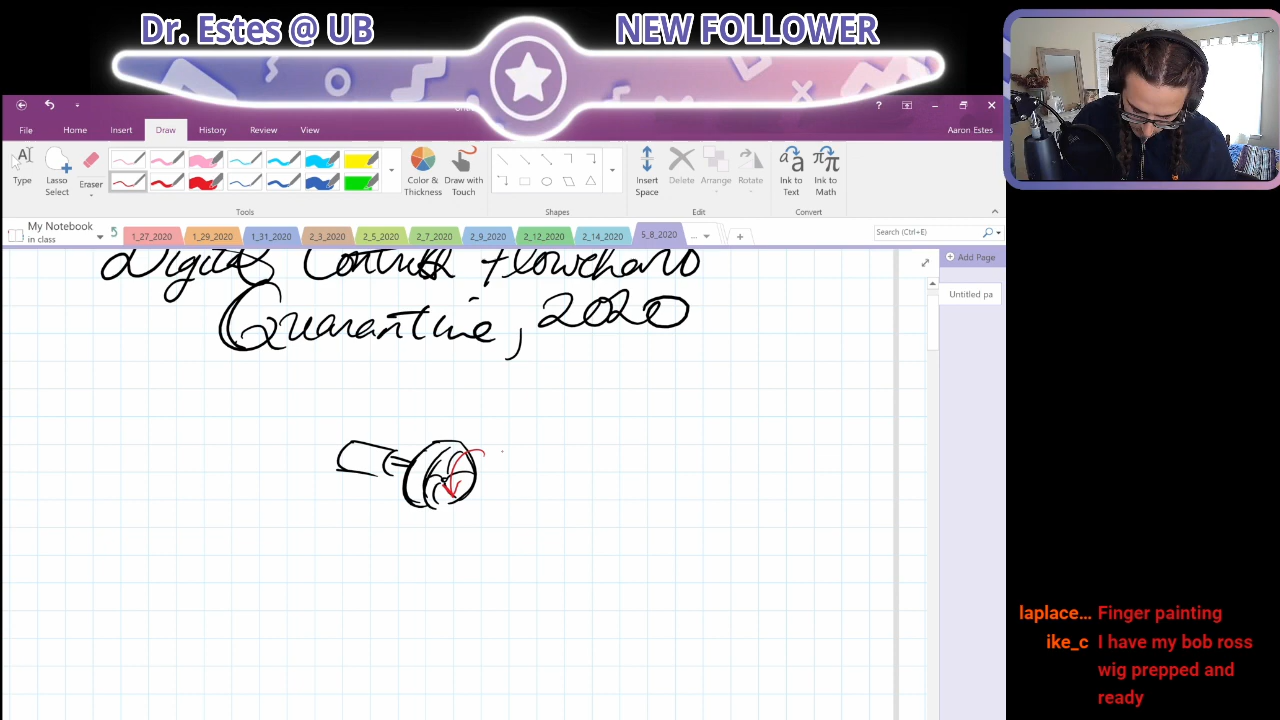 Dr. Estes @ UB NEW FOLLOWER
File Home Insert Draw History Review View Aaron Estes
Type Lasso Select Eraser Color & Thickness Draw with Touch Insert Space Delete Arrange Rotate Ink to Text Ink to Math
Tools Shapes Edit Convert
My Notebook
in class
1_27_2020 1_29_2020 1_31_2020 2_3_2020 2_5_2020 2_7_2020 2_9_2020 2_12_2020 2_14_2020 5_8_2020 ... Search (Ctrl+E)
Add Page
Untitled pa
Digital Control Flowchart
Quarantine, 2020
laplace... Finger painting
ike_c I have my bob ross
wig prepped and
ready